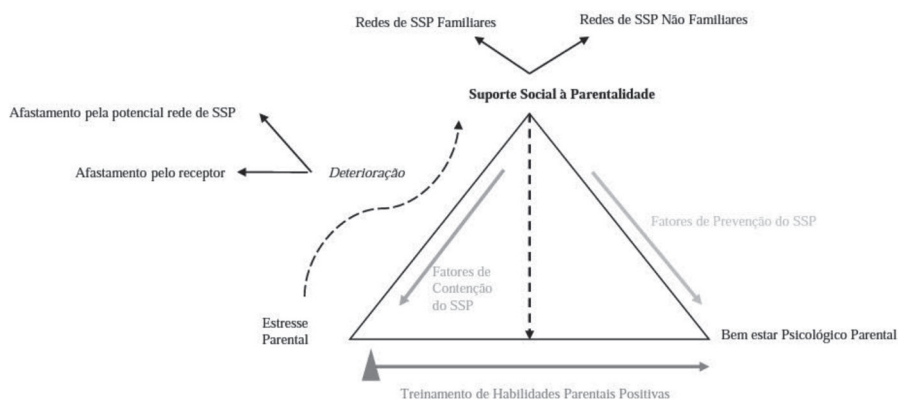 Redes de SSP Familiares
Redes de SSP Não Familiares
Suporte Social à Parentalidade
Afastamento pela potencial rede de SSP
Afastamento pelo receptor
Deterioração
Fatores de Prevenção do SSP
Fatores de
Contenção
do SSP
Estresse
Parental
Bem estar Psicológico Parental
Treinamento de Habilidades Parentais Positivas